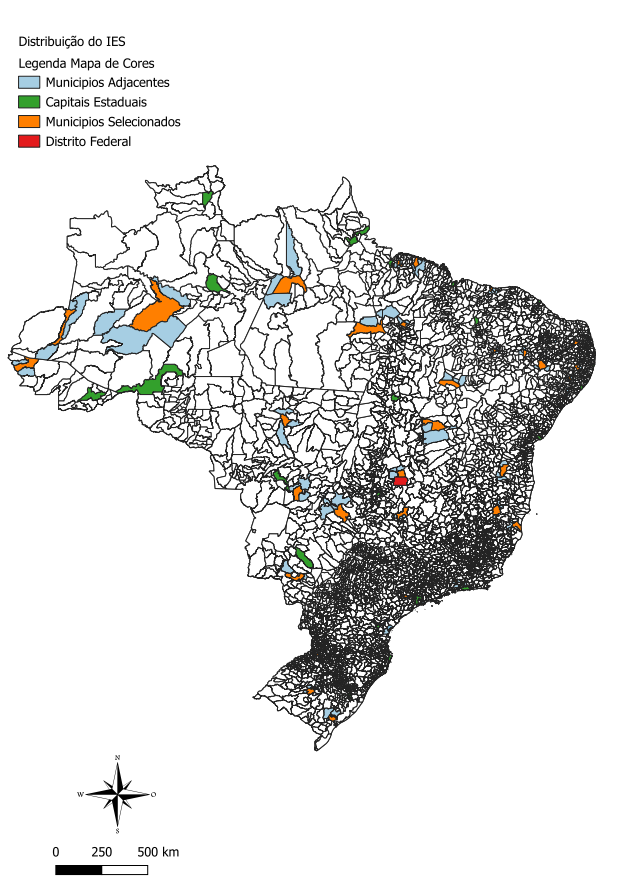 Distribuição do IES
Legenda Mapa de Cores
Municipios Adjacentes
Capitais Estaduais
Municipios Selecionados
Distrito Federal
N
W O
S
0 250 500 km